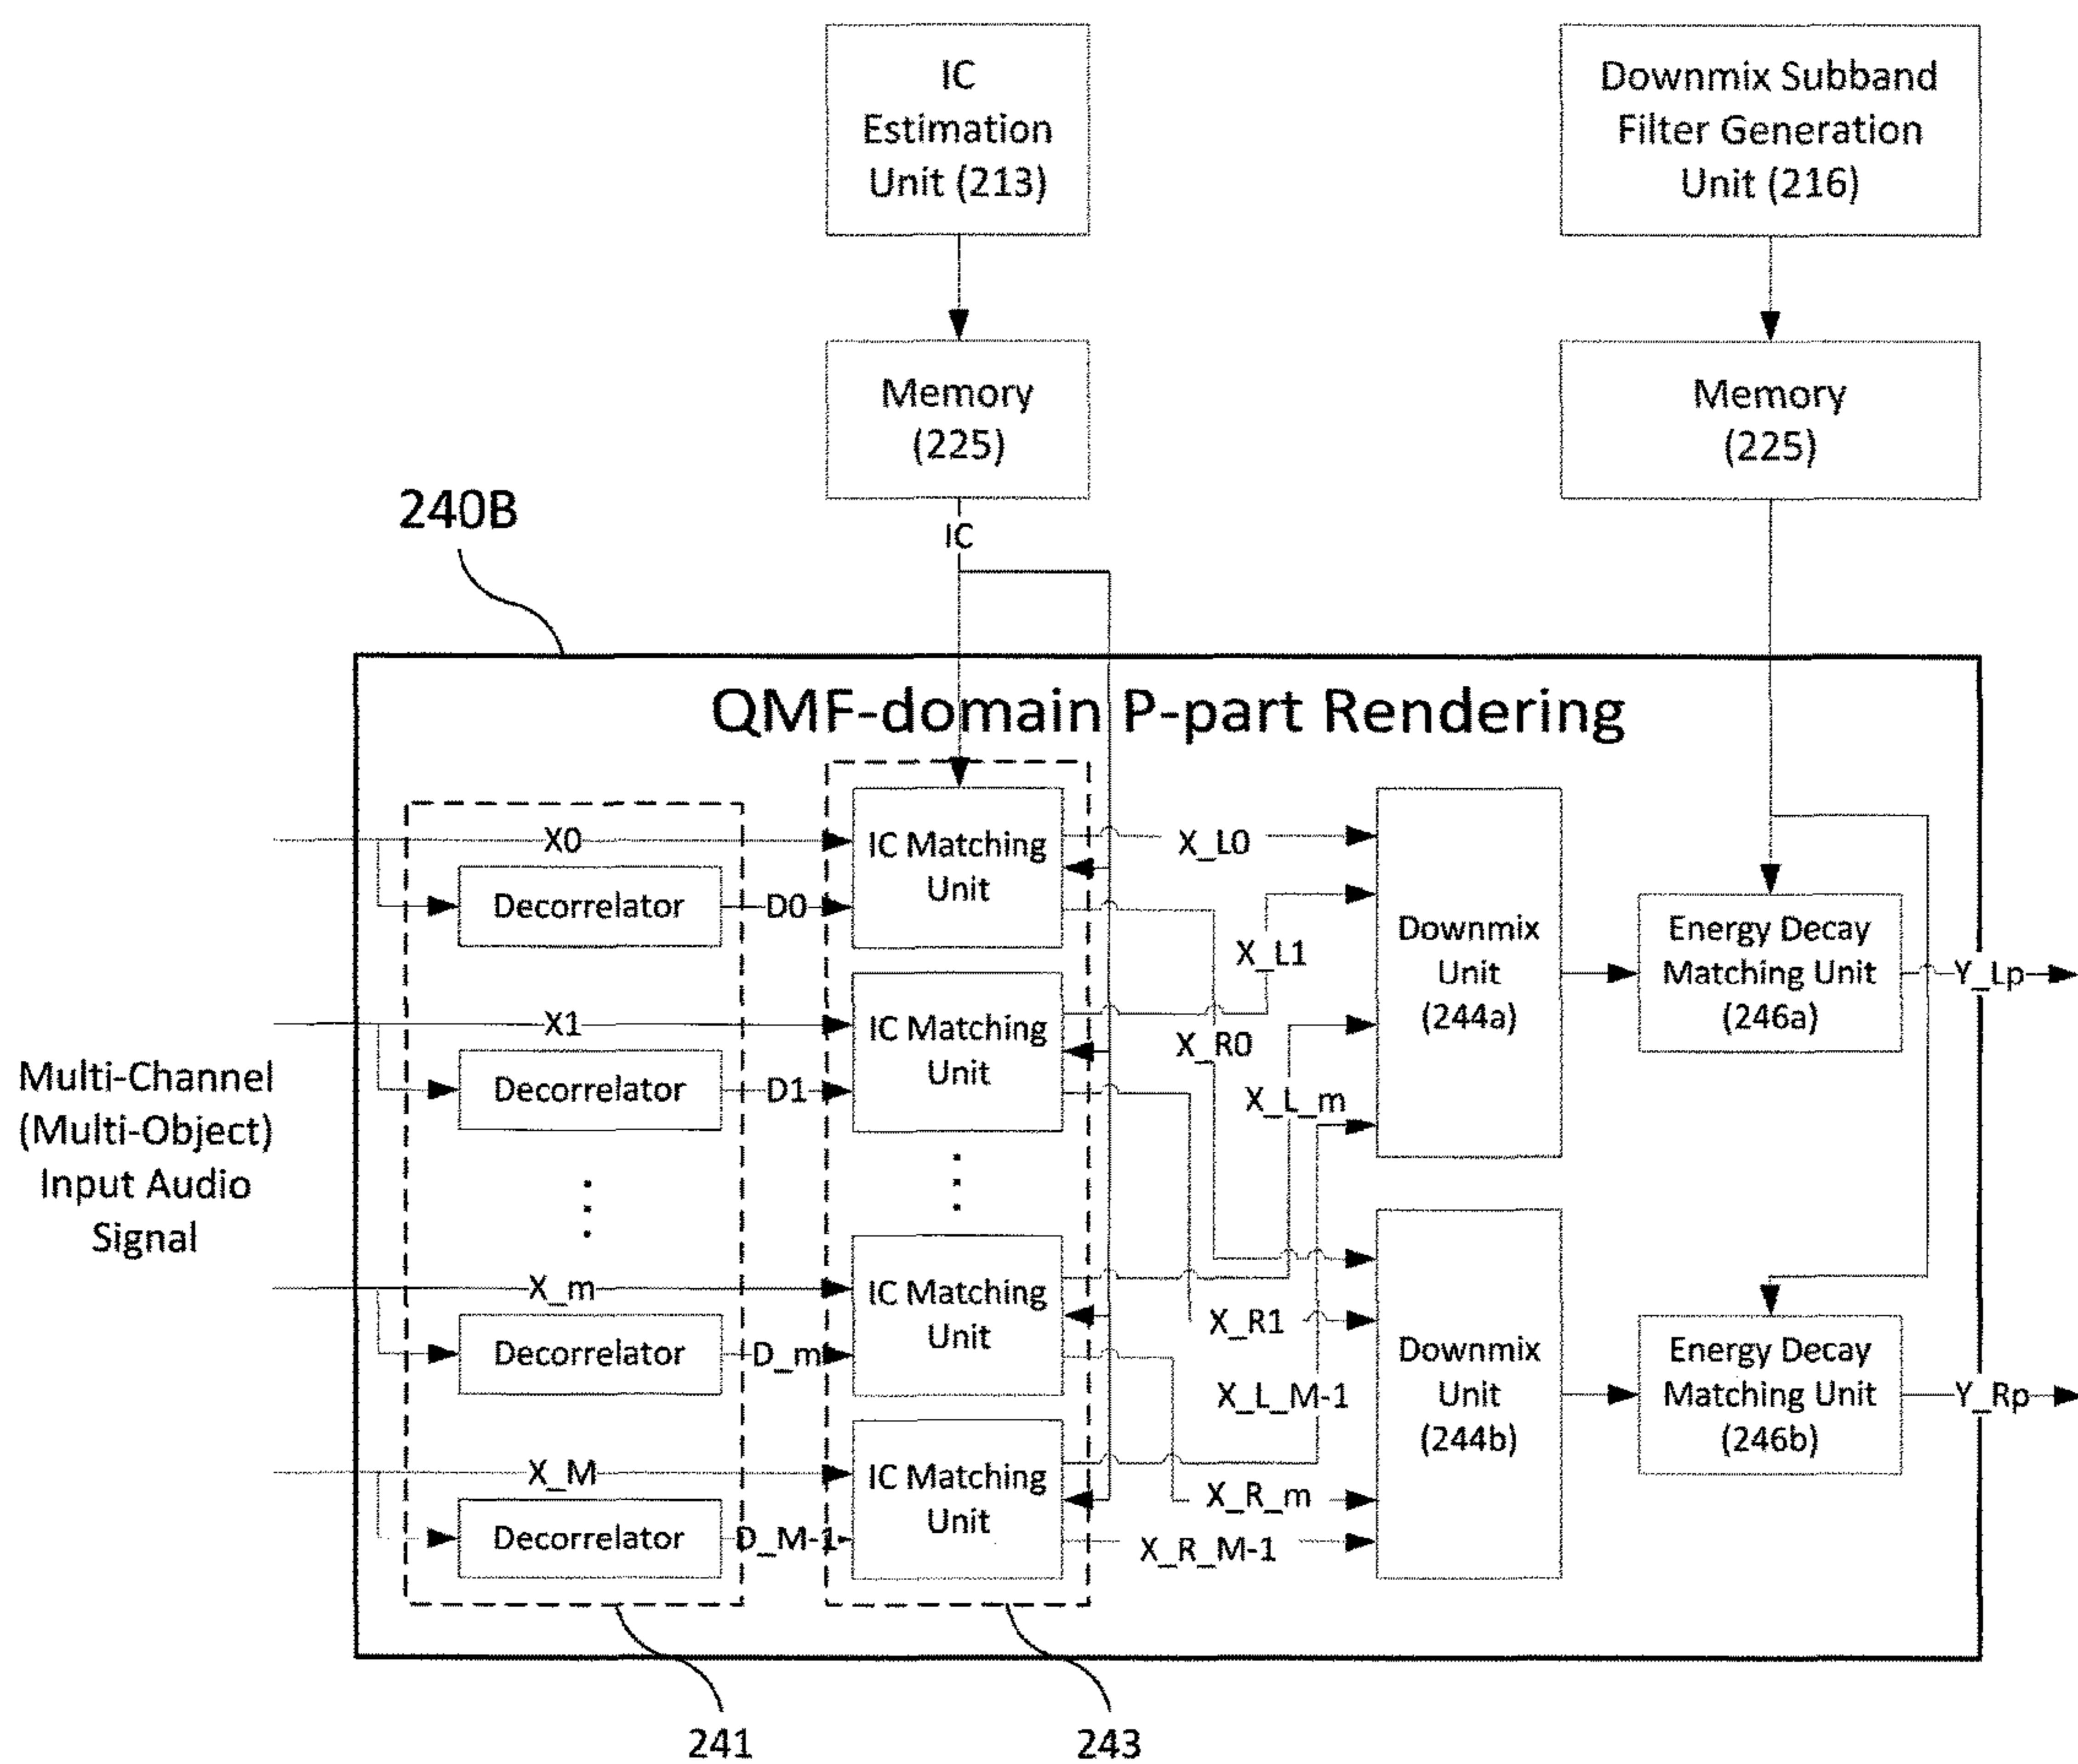 IC
Estimation
Unit (213)
Downmix Subband
Filter Generation
Unit (216)
Memory
(225)
Memory
(225)
240B
IC
QMF-domain P-part Rendering
Multi-Channel
(Multi-Object)
Input Audio
Signal
X0
Decorrelator
D0
IC Matching
Unit
X1
Decorrelator
D1
IC Matching
Unit
X_m
Decorrelator
D_m
IC Matching
Unit
X_M
Decorrelator
D_M-1
IC Matching
Unit
X_L0
X_L1
X_R0
X_L_m
X_R1
X_L_M-1
X_R_m
X_R_M-1
Downmix
Unit
(244a)
Energy Decay
Matching Unit
(246a)
Y_Lp
Downmix
Unit
(244b)
Energy Decay
Matching Unit
(246b)
Y_Rp
241
243